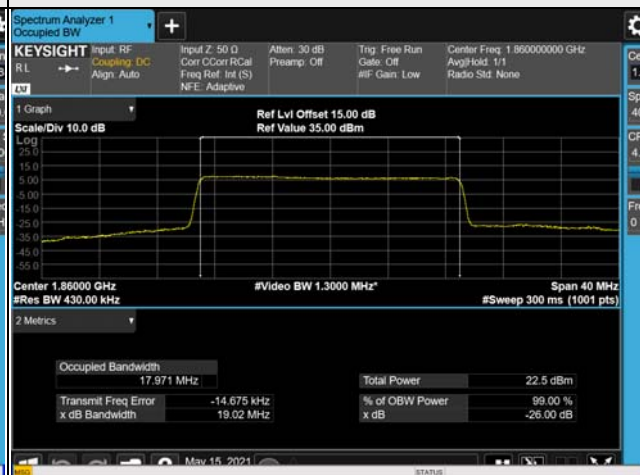 Spectrum Analyzer 1
Occupied BW
+
KEYSIGHT
RL
LXI
Input: RF
Coupling: DC
Align: Auto
Input Z: 50 Ω
Corr CCorr RCal
Freq Ref: Int (S)
NFE: Adaptive
Atten: 30 dB
Preamp: Off
Trig: Free Run
Gate: Off
#IF Gain: Low
Center Freq: 1.860000000 GHz
Avg|Hold: 1/1
Radio Std: None
1 Graph
Scale/Div 10.0 dB
Ref Lvl Offset 15.00 dB
Ref Value 35.00 dBm
Log
25.0
15.0
5.00
-5.00
-15.0
-25.0
-35.0
-45.0
-55.0
Center 1.86000 GHz
#Res BW 430.00 kHz
#Video BW 1.3000 MHz*
Span 40 MHz
#Sweep 300 ms (1001 pts)
2 Metrics
Occupied Bandwidth
17.971 MHz
Transmit Freq Error -14.675 kHz
x dB Bandwidth 19.02 MHz
Total Power 22.5 dBm
% of OBW Power 99.00 %
x dB -26.00 dB
May 15, 2021
MSG
STATUS